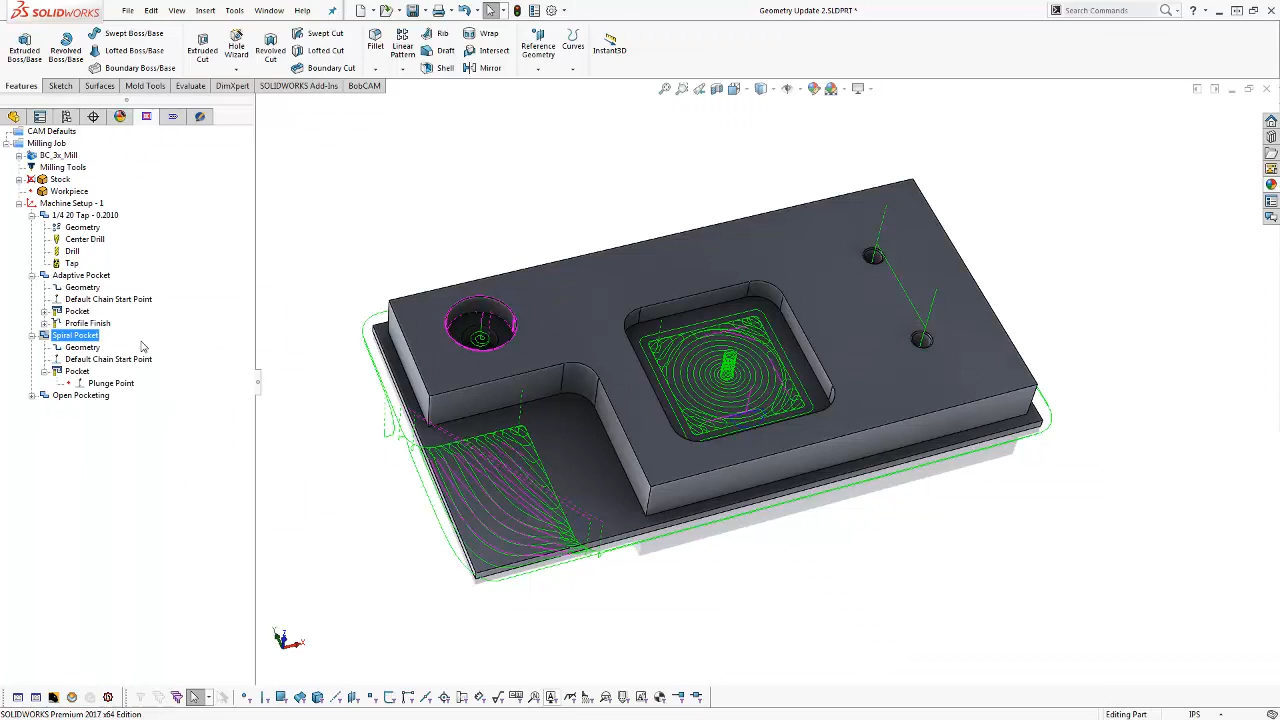 SOLIDWORKS
File
Edit
View
Insert
Tools
Window
Help
Geometry Update 2.SLDPRT *
Search Commands
Extruded Boss/Base
Revolved Boss/Base
Swept Boss/Base
Lofted Boss/Base
Boundary Boss/Base
Extruded Cut
Hole Wizard
Revolved Cut
Swept Cut
Lofted Cut
Boundary Cut
Fillet
Linear Pattern
Rib
Draft
Shell
Wrap
Intersect
Mirror
Reference Geometry
Curves
Instant3D
Features
Sketch
Surfaces
Mold Tools
Evaluate
DimXpert
SOLIDWORKS Add-Ins
BobCAM
CAM Defaults
Milling Job
BC_3x_Mill
Milling Tools
Stock
Workpiece
Machine Setup - 1
1/4 20 Tap - 0.2010
Geometry
Center Drill
Drill
Tap
Adaptive Pocket
Geometry
Default Chain Start Point
Pocket
Profile Finish
Spiral Pocket
Geometry
Default Chain Start Point
Pocket
Plunge Point
Open Pocketing
Y
Z
X
SOLIDWORKS Premium 2017 x64 Edition
Editing Part
IPS